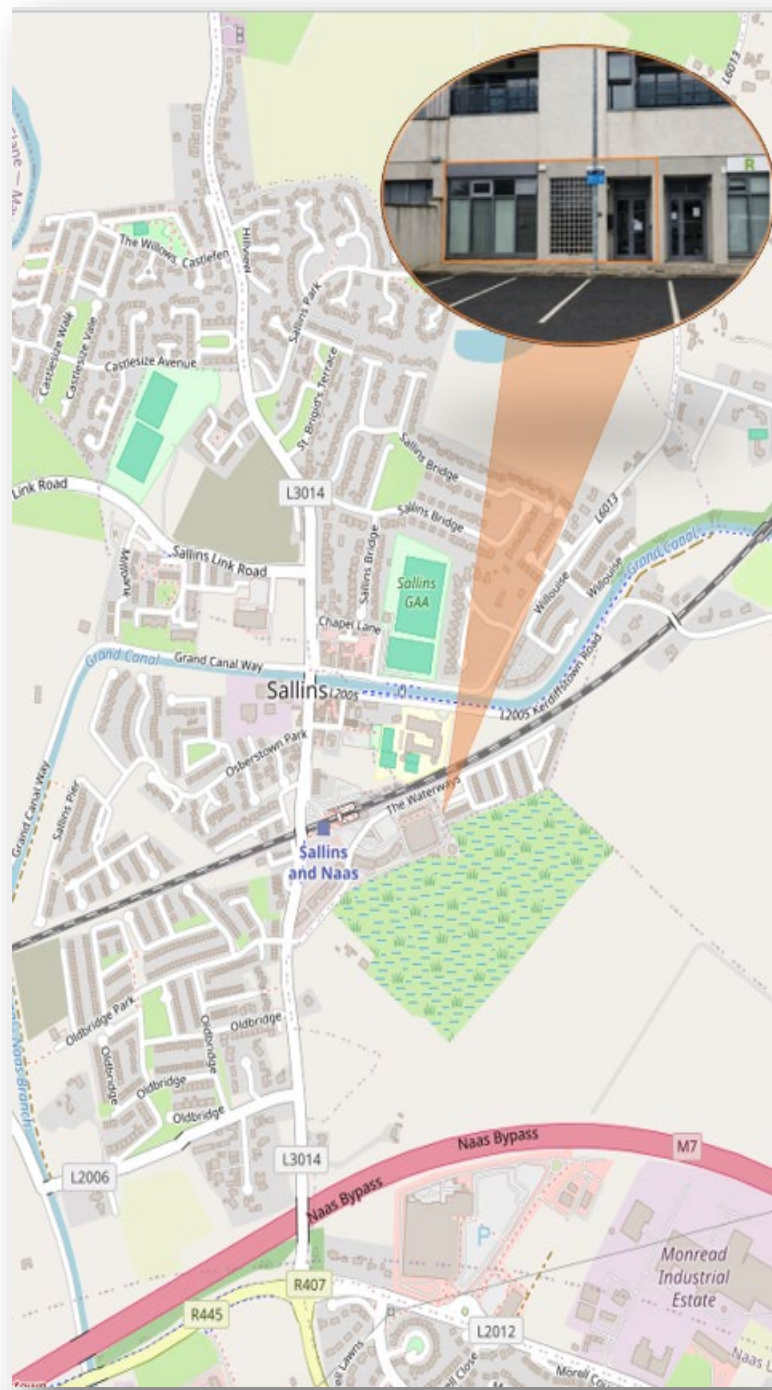 L6013
R
The Willows
Castlefen
Hillview
Sallins Park
Castlesize Walk
Castlesize Vale
Castlesize Avenue
St. Brigid's Terrace
Sallins Bridge
Link Road
L3014
Sallins Bridge
L6013
Sallins Link Road
Sallins Bridge
Sallins
GAA
Grand Canal
Willouise
Willouise
Chapel Lane
Grand Canal
Grand Canal Way
Sallins
L2005
L2005 Kerdiffstown Road
Osberstown Park
Grand Canal Way
Sallins Pier
The Waterways
Sallins
and Naas
Oldbridge Park
Oldbridge
Oldbridge
Oldbridge
Oldbridge
Naas Branch
L2006
L3014
Naas Bypass
M7
Naas Bypass
P
Monread
Industrial
Estate
R407
R445
L2012